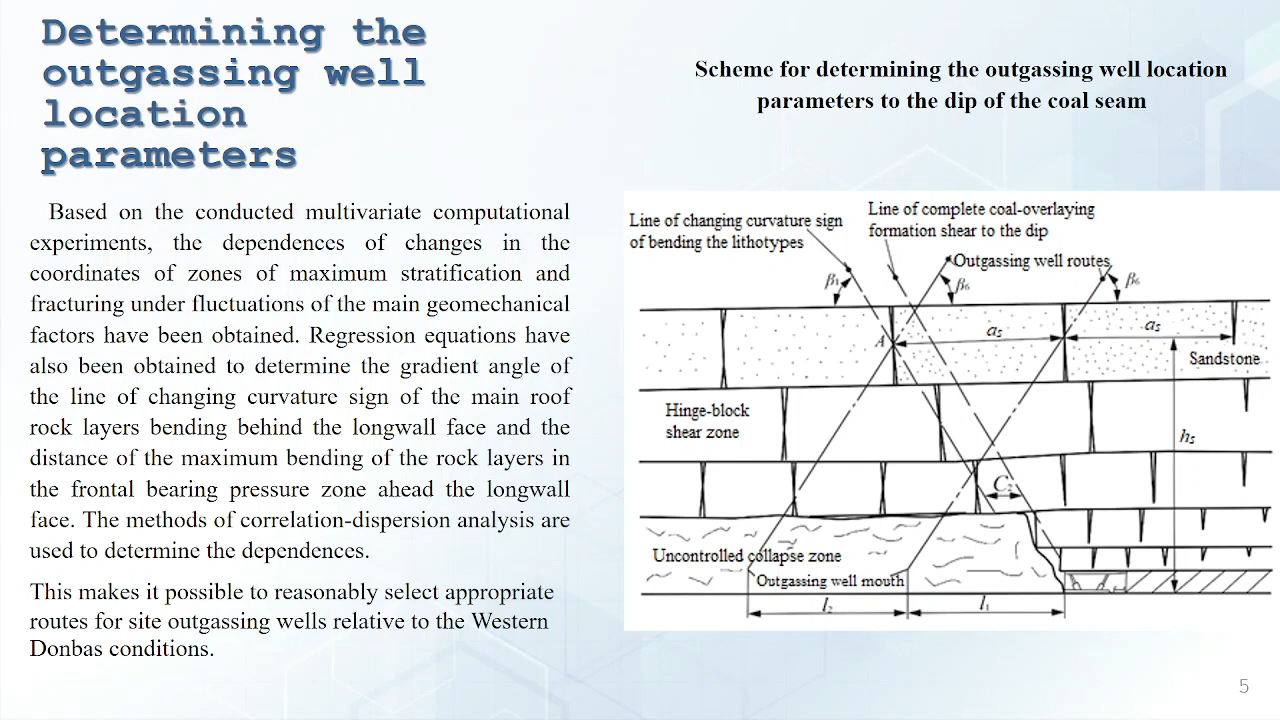 Determining the
outgassing well
location
parameters
Based on the conducted multivariate computational
experiments, the dependences of changes in the
coordinates of zones of maximum stratification and
fracturing under fluctuations of the main geomechanical
factors have been obtained. Regression equations have
also been obtained to determine the gradient angle of
the line of changing curvature sign of the main roof
rock layers bending behind the longwall face and the
distance of the maximum bending of the rock layers in
the frontal bearing pressure zone ahead the longwall
face. The methods of correlation-dispersion analysis are
used to determine the dependences.
This makes it possible to reasonably select appropriate
routes for site outgassing wells relative to the Western
Donbas conditions.
Scheme for determining the outgassing well location
parameters to the dip of the coal seam
Line of changing curvature sign
of bending the lithotypes
Line of complete coal-overlaying
formation shear to the dip
Outgassing well routes
β₁
β₆
β₆
A
a₅
a₅
Sandstone
Hinge-block
shear zone
h₅
C₂
Uncontrolled collapse zone
Outgassing well mouth
l₂
l₁
5